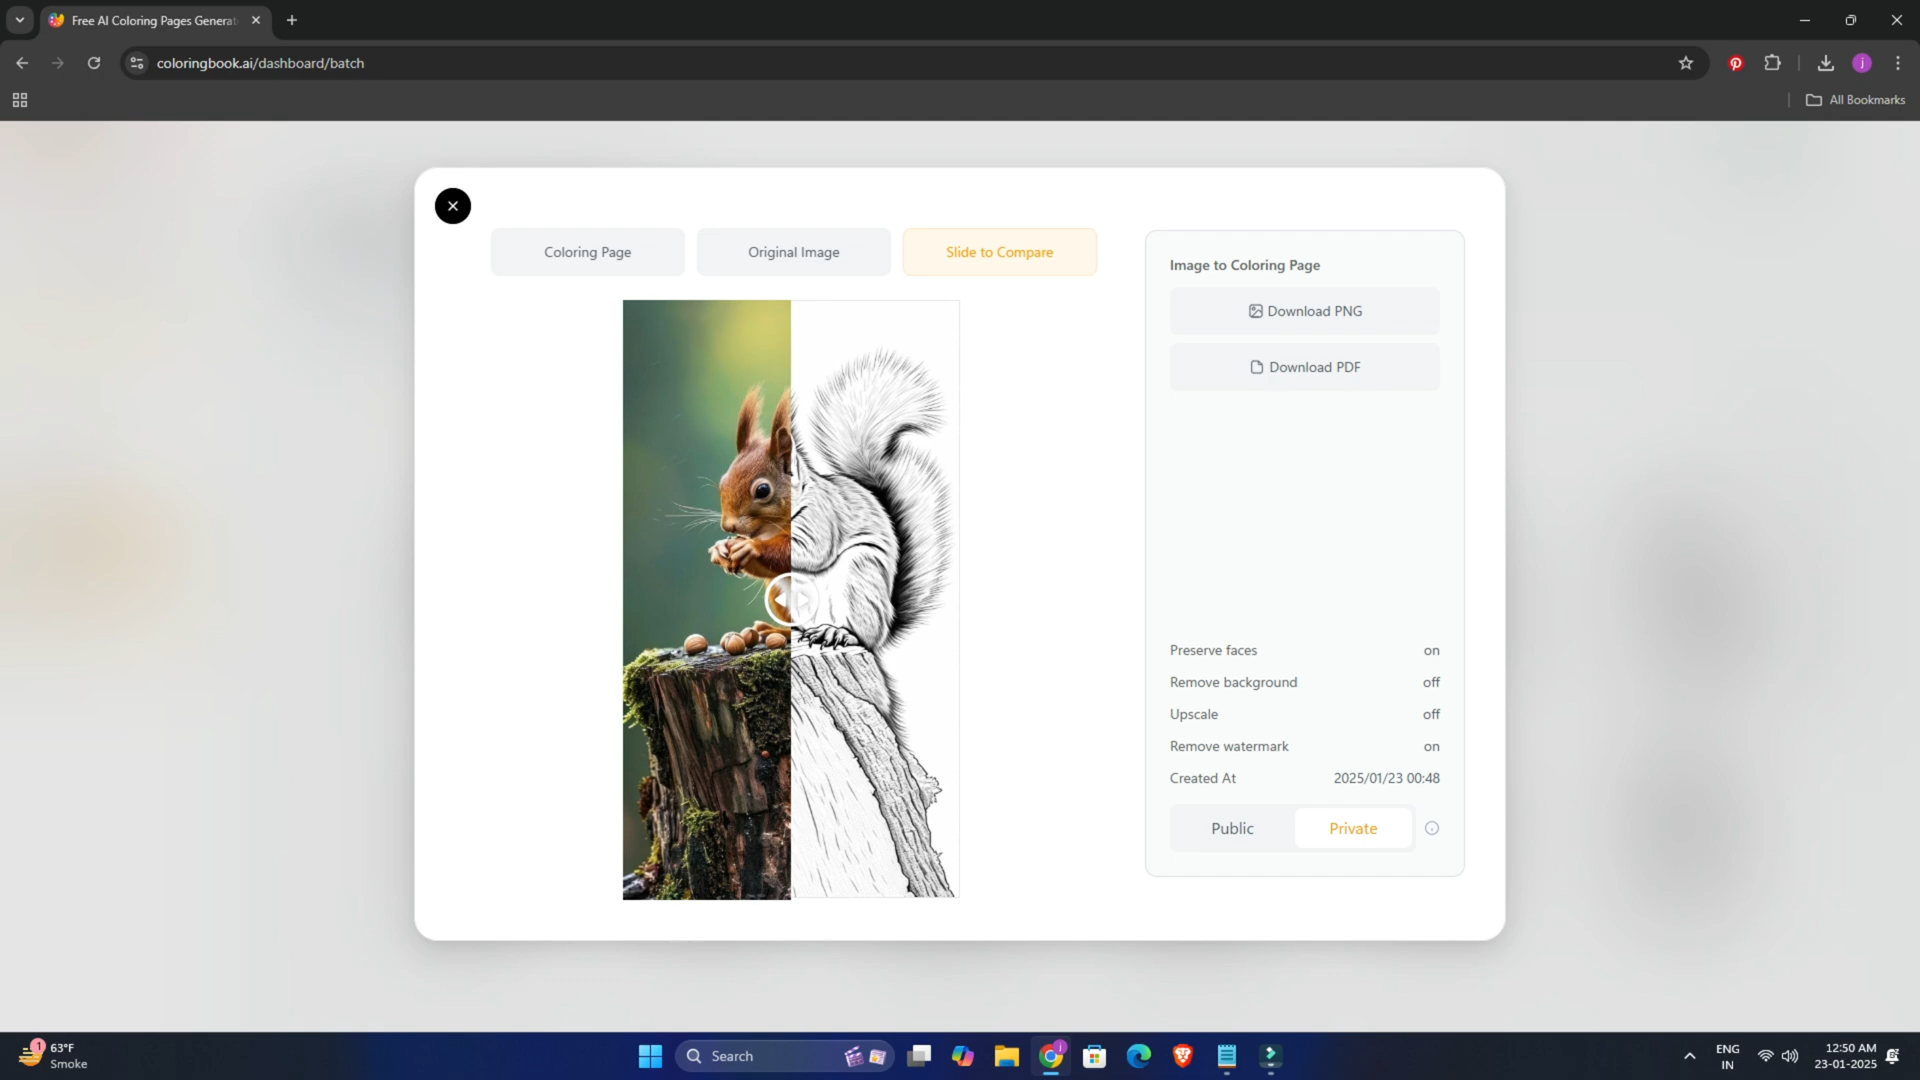 Free AI Coloring Pages Generat
coloringbook.ai/dashboard/batch
j
All Bookmarks
Coloring Page
Original Image
Slide to Compare
Image to Coloring Page
Download PNG
Download PDF
Preserve faces on
Remove background off
Upscale off
Remove watermark on
Created At 2025/01/23 00:48
Public
Private
1
63°F
Smoke
Search
j
ENG
IN
12:50 AM
23-01-2025